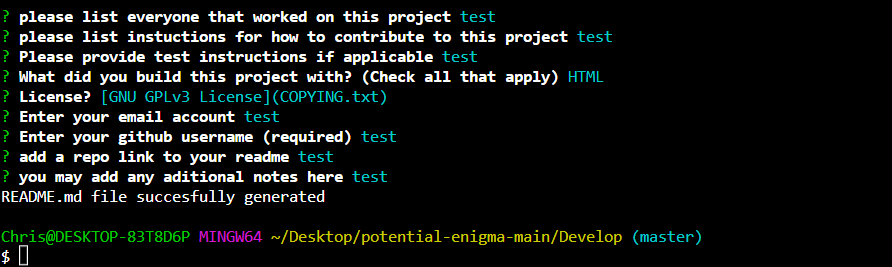 ? please list everyone that worked on this project test
? please list instuctions for how to contribute to this project test
? Please provide test instructions if applicable test
? What did you build this project with? (Check all that apply) HTML
? License? [GNU GPLv3 License](COPYING.txt)
? Enter your email account test
? Enter your github username (required) test
? add a repo link to your readme test
? you may add any aditional notes here test
README.md file succesfully generated
Chris@DESKTOP-83T8D6P MINGW64 ~/Desktop/potential-enigma-main/Develop (master)
$